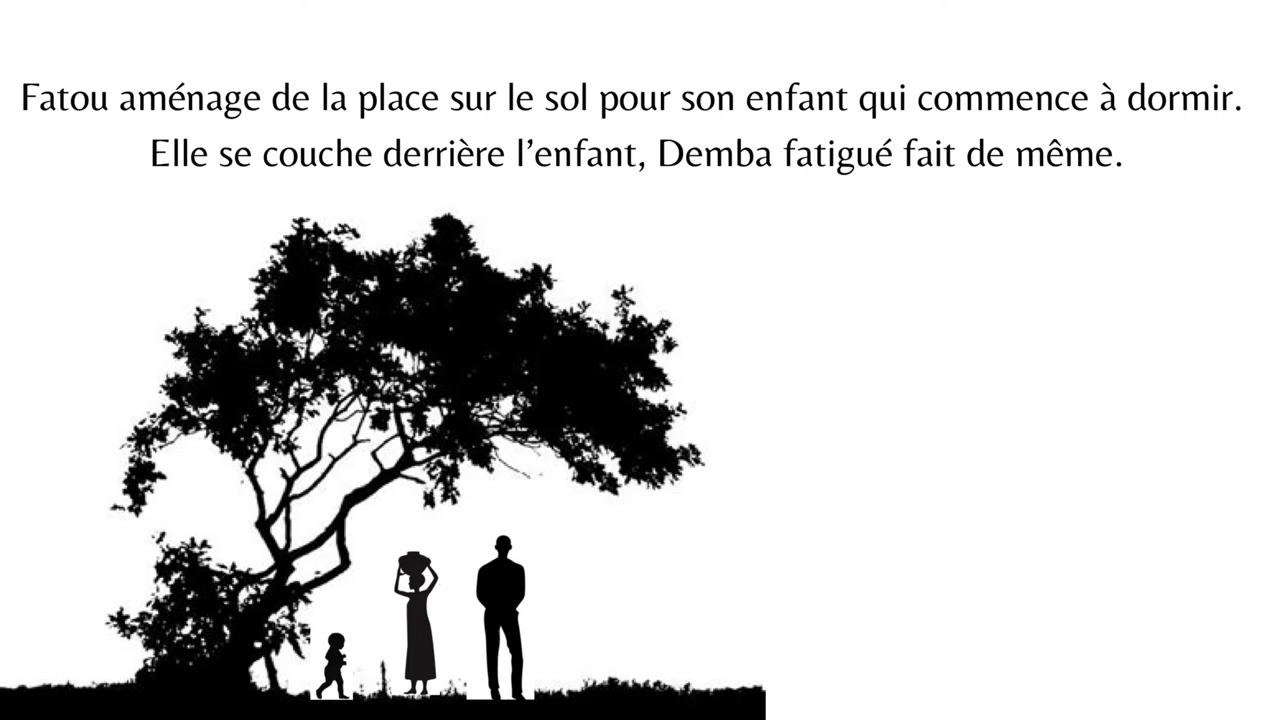 Fatou aménage de la place sur le sol pour son enfant qui commence à dormir.
Elle se couche derrière l’enfant, Demba fatigué fait de même.